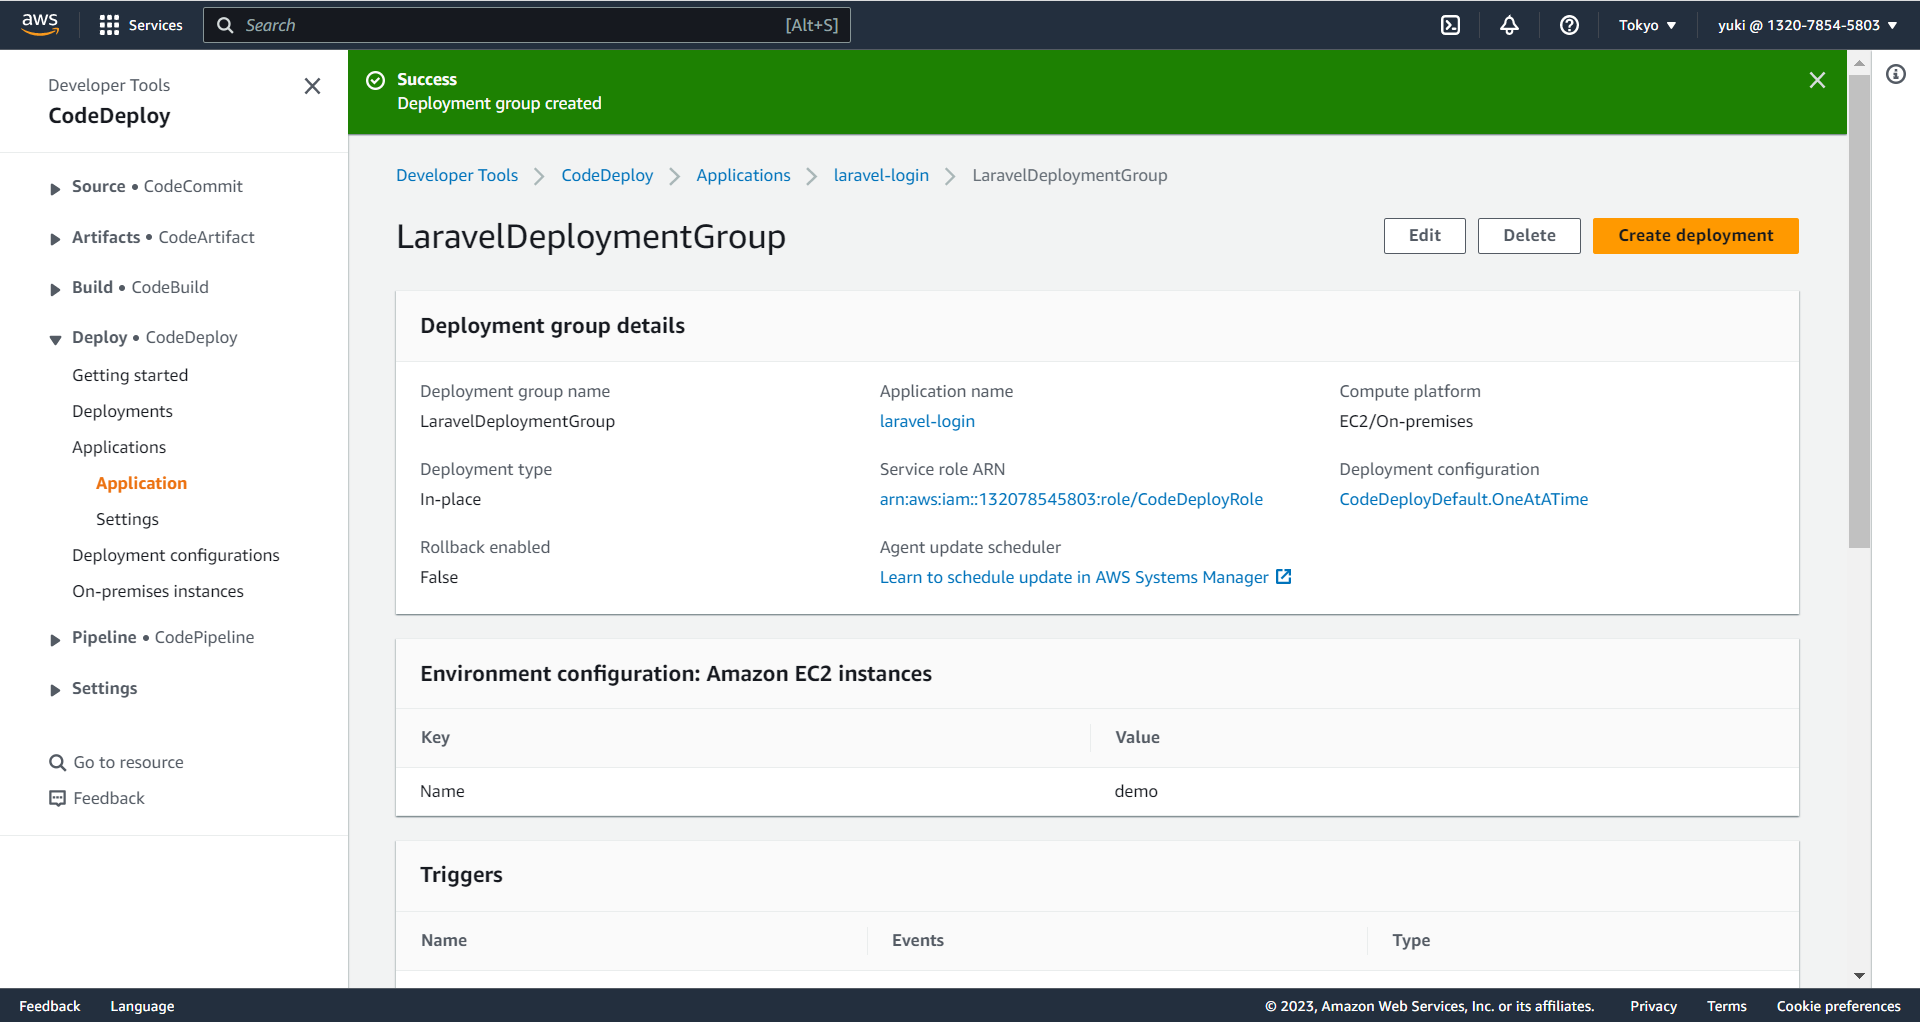 aws
Services
Search
[Alt+S]
Tokyo
yuki @ 1320-7854-5803
Developer Tools
CodeDeploy
Source • CodeCommit
Artifacts • CodeArtifact
Build • CodeBuild
Deploy • CodeDeploy
Getting started
Deployments
Applications
Application
Settings
Deployment configurations
On-premises instances
Pipeline • CodePipeline
Settings
Go to resource
Feedback
Success
Deployment group created
Developer Tools
CodeDeploy
Applications
laravel-login
LaravelDeploymentGroup
LaravelDeploymentGroup
Edit
Delete
Create deployment
Deployment group details
Deployment group name
LaravelDeploymentGroup
Application name
laravel-login
Compute platform
EC2/On-premises
Deployment type
In-place
Service role ARN
arn:aws:iam::132078545803:role/CodeDeployRole
Deployment configuration
CodeDeployDefault.OneAtATime
Rollback enabled
False
Agent update scheduler
Learn to schedule update in AWS Systems Manager
Environment configuration: Amazon EC2 instances
Key
Value
Name
demo
Triggers
Name
Events
Type
Feedback
Language
© 2023, Amazon Web Services, Inc. or its affiliates.
Privacy
Terms
Cookie preferences